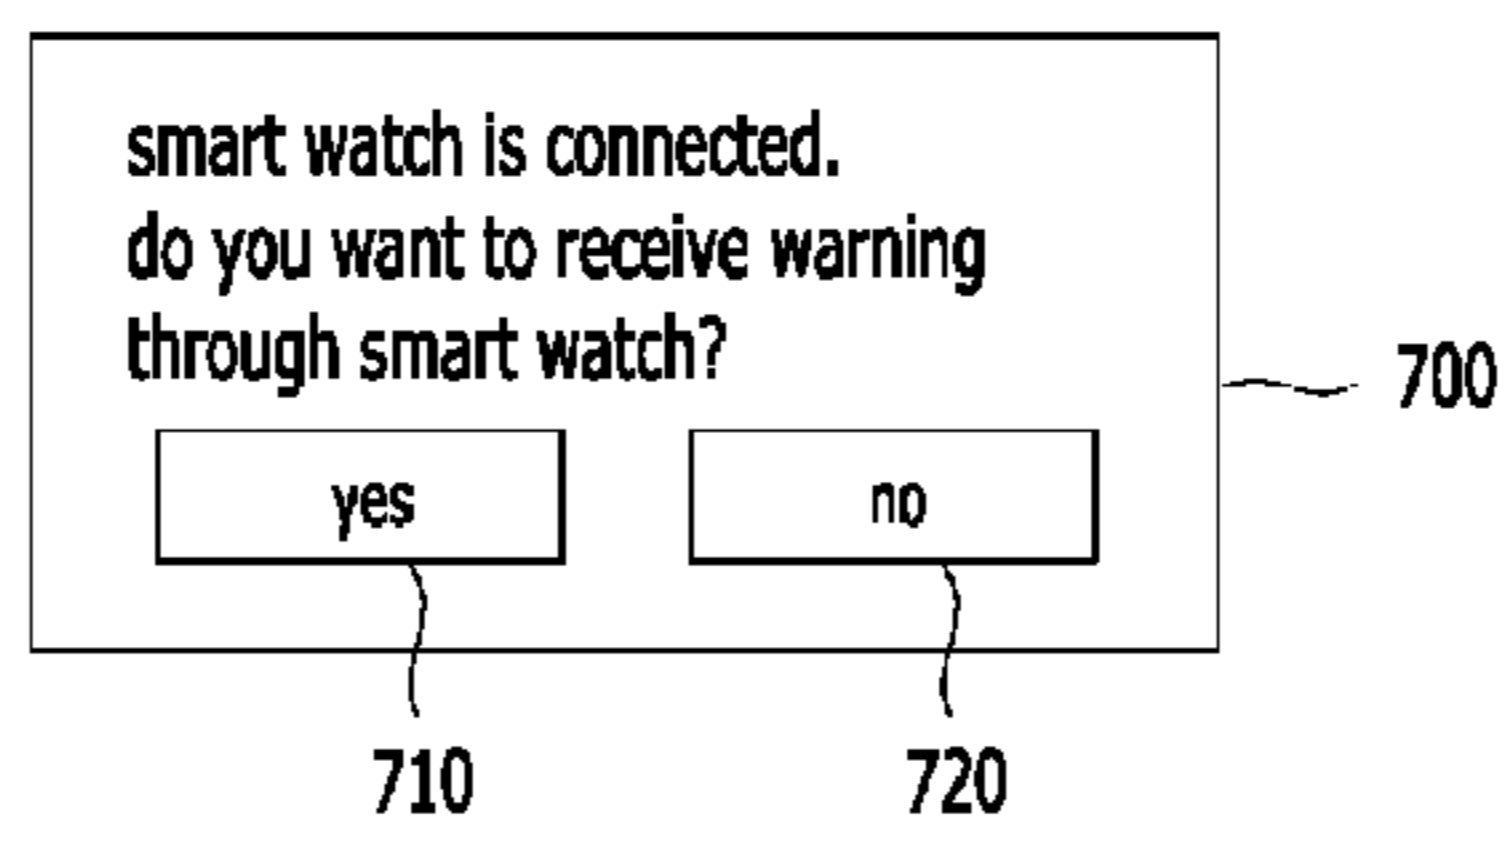 smart watch is connected.
do you want to receive warning
through smart watch?
700
yes no
710 720